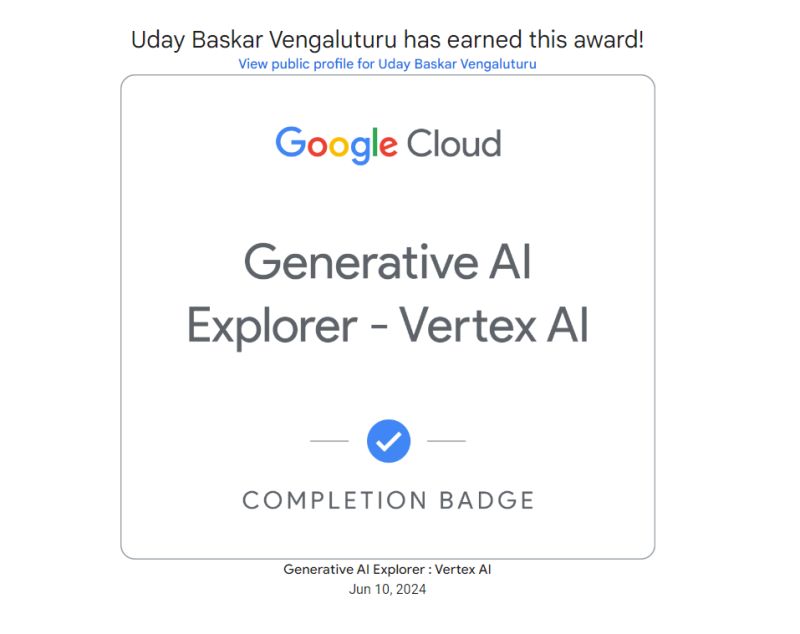 Uday Baskar Vengaluturu has earned this award!
View public profile for Uday Baskar Vengaluturu
Google Cloud
Generative AI
Explorer - Vertex AI
COMPLETION BADGE
Generative AI Explorer : Vertex AI
Jun 10, 2024